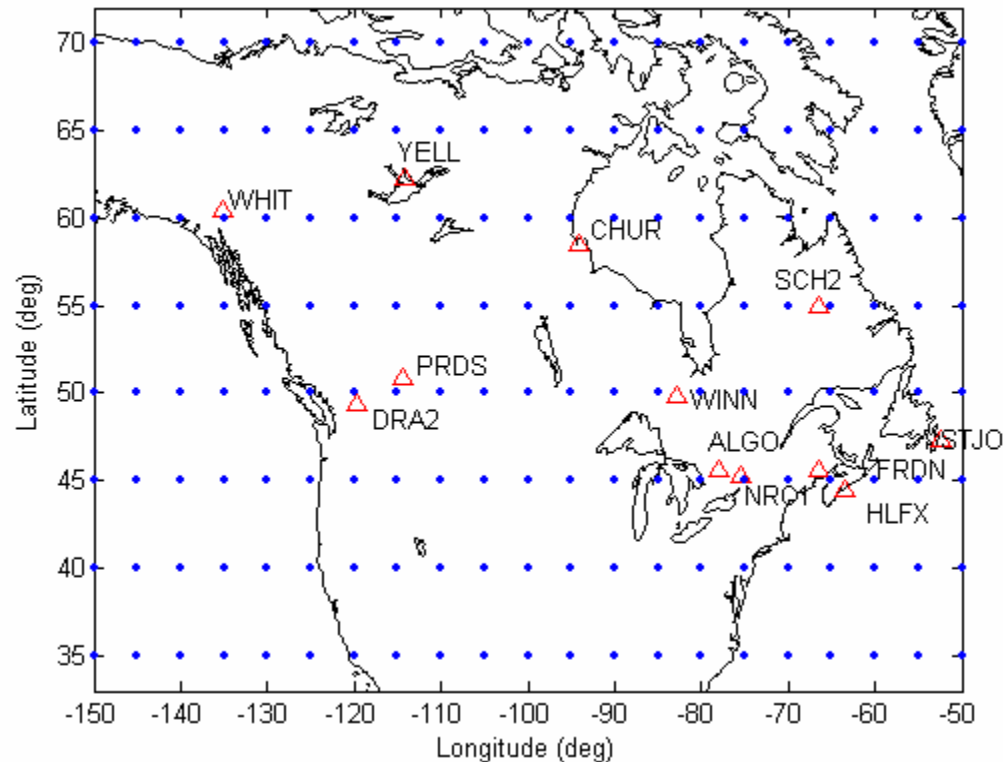 70
65
60
55
50
45
40
35
Latitude (deg)
YELL
WHIT
CHUR
SCH2
PRDS
DRA2
WINN
ALGO
STJO
FRDN
NRC1
HLFX
-150
-140
-130
-120
-110
-100
-90
-80
-70
-60
-50
Longitude (deg)